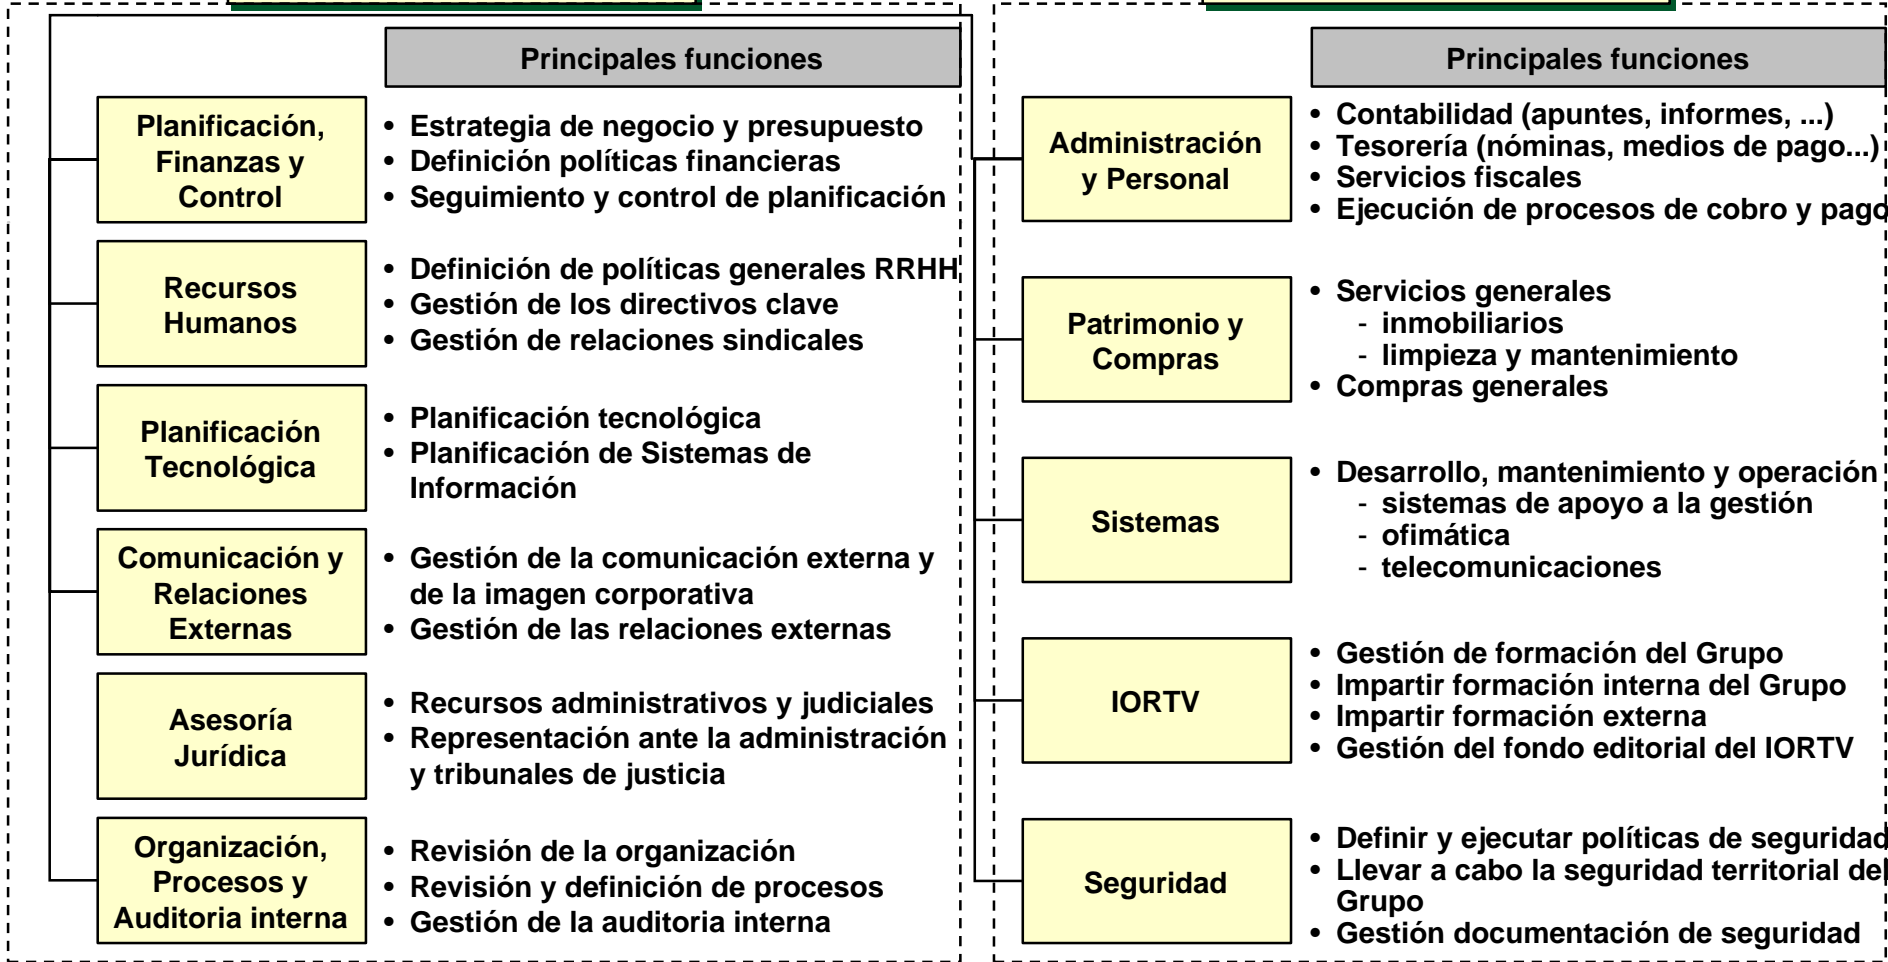 Principales funciones
Planificación,
Finanzas y
Control
• Estrategia de negocio y presupuesto
• Definición políticas financieras
• Seguimiento y control de planificación
Recursos
Humanos
• Definición de políticas generales RRHH
• Gestión de los directivos clave
• Gestión de relaciones sindicales
Planificación
Tecnológica
• Planificación tecnológica
• Planificación de Sistemas de
Información
Comunicación y
Relaciones
Externas
• Gestión de la comunicación externa y
de la imagen corporativa
• Gestión de las relaciones externas
Asesoría
Jurídica
• Recursos administrativos y judiciales
• Representación ante la administración
y tribunales de justicia
Organización,
Procesos y
Auditoria interna
• Revisión de la organización
• Revisión y definición de procesos
• Gestión de la auditoria interna
Principales funciones
Administración
y Personal
• Contabilidad (apuntes, informes, ...)
• Tesorería (nóminas, medios de pago...)
• Servicios fiscales
• Ejecución de procesos de cobro y pago
Patrimonio y
Compras
• Servicios generales
- inmobiliarios
- limpieza y mantenimiento
• Compras generales
Sistemas
• Desarrollo, mantenimiento y operación
- sistemas de apoyo a la gestión
- ofimática
- telecomunicaciones
IORTV
• Gestión de formación del Grupo
• Impartir formación interna del Grupo
• Impartir formación externa
• Gestión del fondo editorial del IORTV
Seguridad
• Definir y ejecutar políticas de seguridad
• Llevar a cabo la seguridad territorial del
Grupo
• Gestión documentación de seguridad